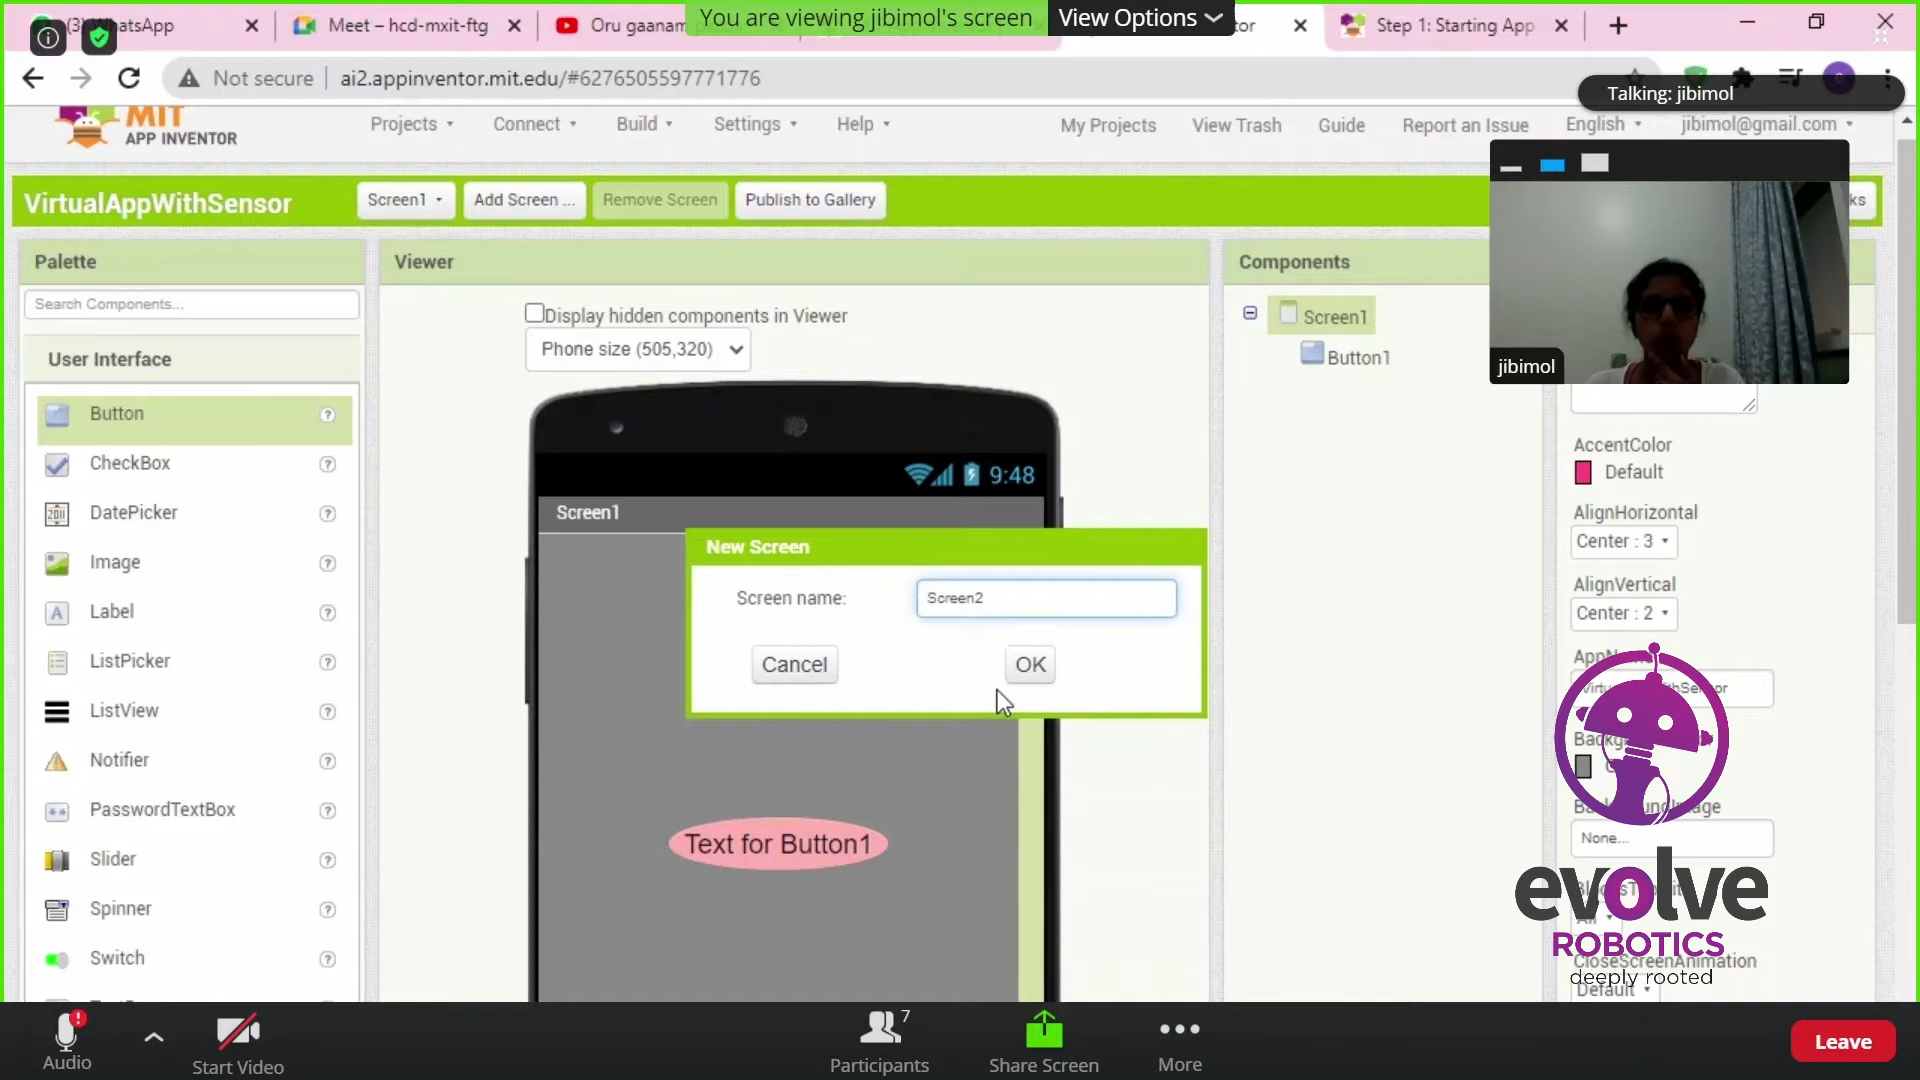 You are viewing jibimol's screen
View Options
WhatsApp
Meet – hcd-mxit-ftg
Oru gaanam
tor
Step 1: Starting App
Not secure
ai2.appinventor.mit.edu/#6276505597771776
Talking: jibimol
MIT
APP INVENTOR
Projects
Connect
Build
Settings
Help
My Projects
View Trash
Guide
Report an Issue
English
jibimol@gmail.com
VirtualAppWithSensor
Screen1
Add Screen ...
Remove Screen
Publish to Gallery
ks
Palette
Viewer
Components
Search Components...
User Interface
Button
CheckBox
DatePicker
Image
Label
ListPicker
ListView
Notifier
PasswordTextBox
Slider
Spinner
Switch
Display hidden components in Viewer
Phone size (505,320)
9:48
Screen1
New Screen
Screen name:
Screen2
Cancel
OK
Text for Button1
Screen1
Button1
jibimol
AccentColor
Default
AlignHorizontal
Center : 3
AlignVertical
Center : 2
evolve
ROBOTICS
deeply rooted
None...
CloseScreenAnimation
Default
Audio
Start Video
Participants
7
Share Screen
More
Leave